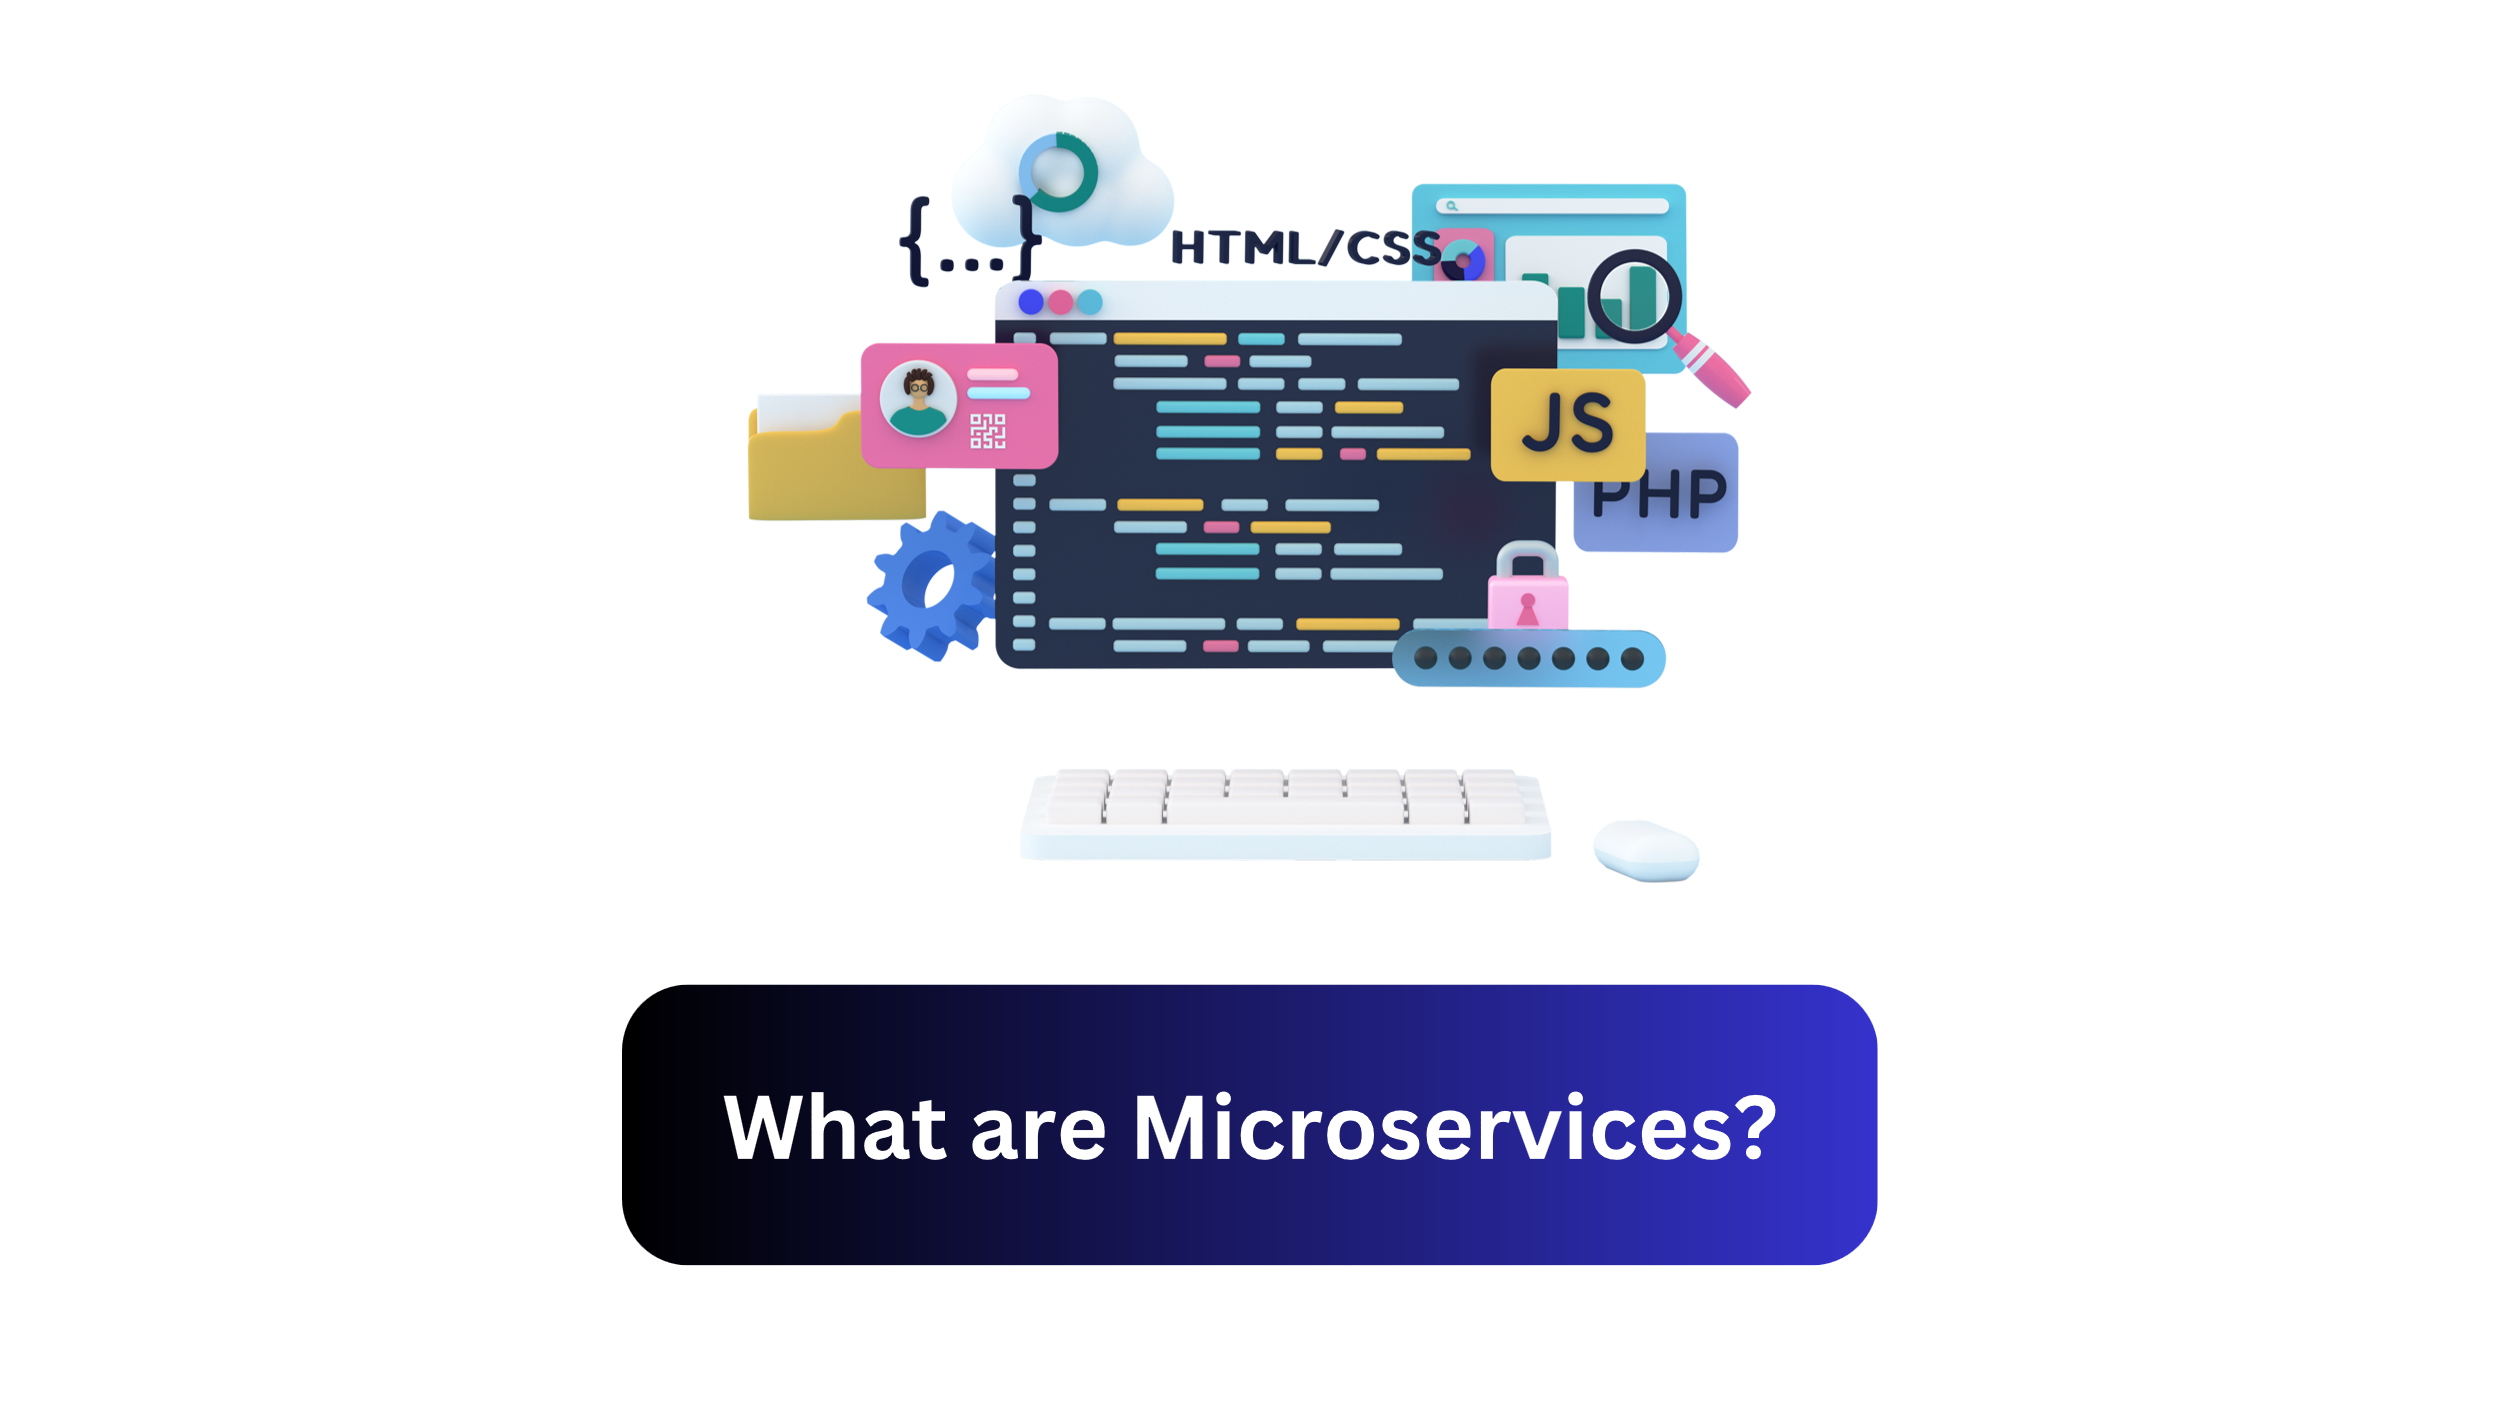 {...}
HTML/CSS
JS
PHP
What are Microservices?